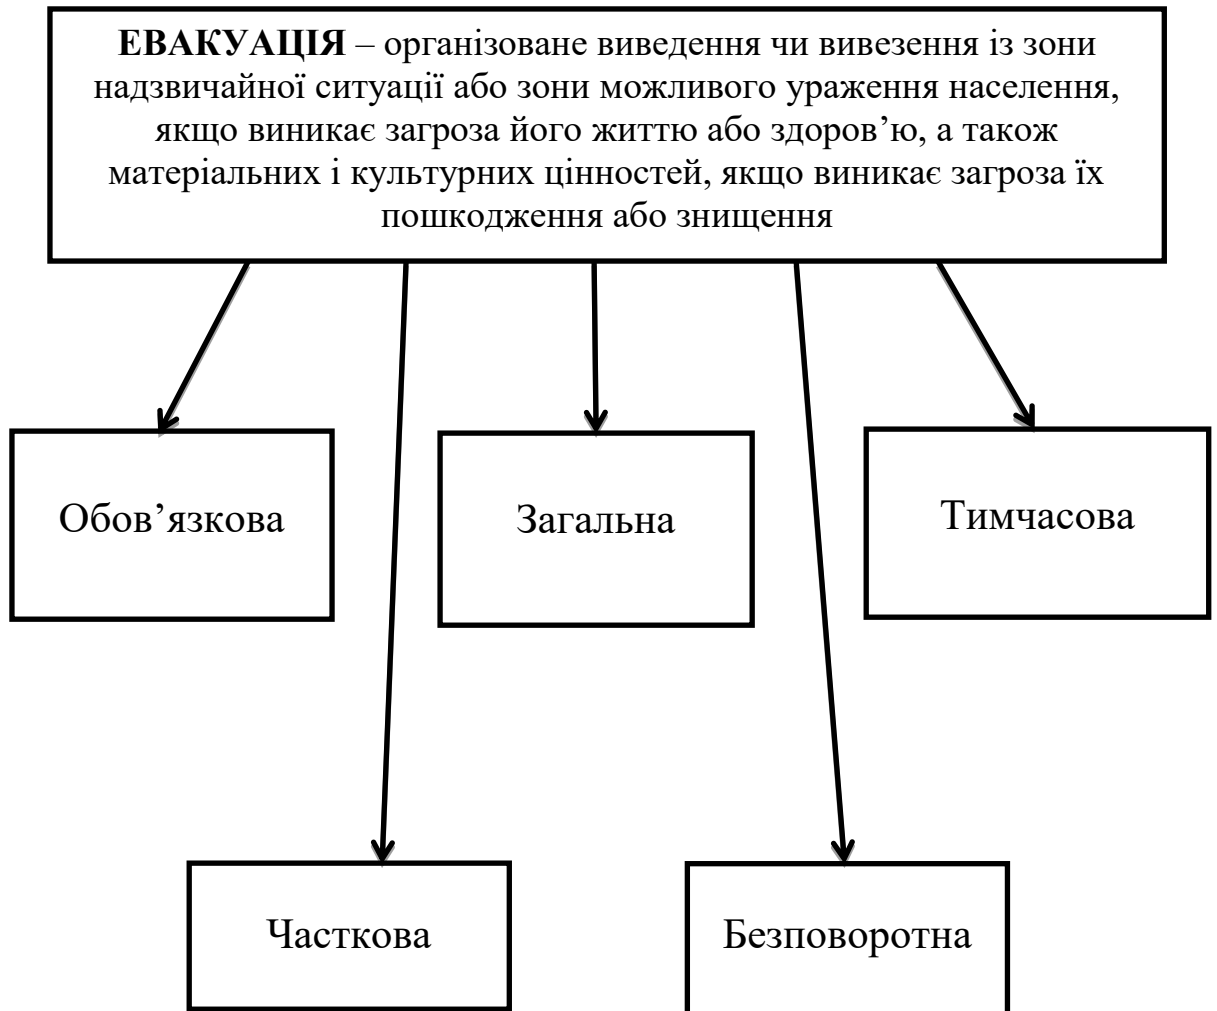 ЕВАКУАЦІЯ – організоване виведення чи вивезення із зони
надзвичайної ситуації або зони можливого ураження населення,
якщо виникає загроза його життю або здоров’ю, а також
матеріальних і культурних цінностей, якщо виникає загроза їх
пошкодження або знищення
Обов’язкова
Загальна
Тимчасова
Часткова
Безповоротна